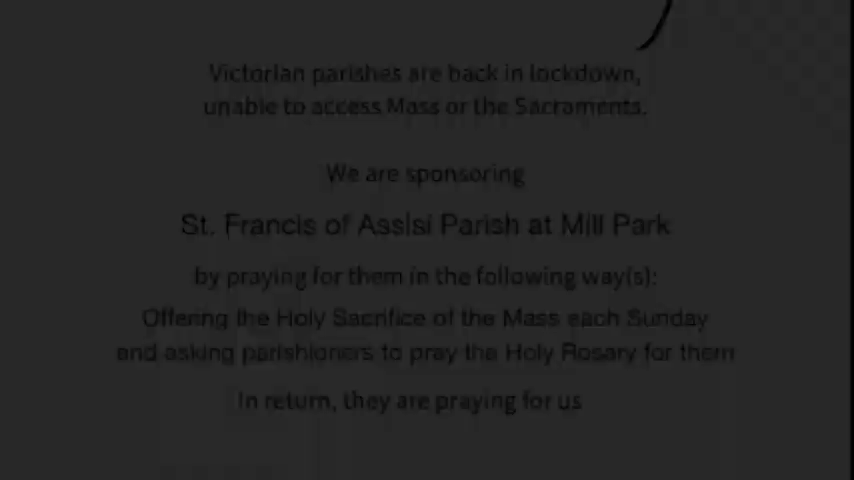 Victorian parishes are back in lockdown,
unable to access Mass or the Sacraments.
We are sponsoring
St. Francis of Assisi Parish at Mill Park
by praying for them in the following way(s):
Offering the Holy Sacrifice of the Mass each Sunday
and asking parishioners to pray the Holy Rosary for them
In return, they are praying for us